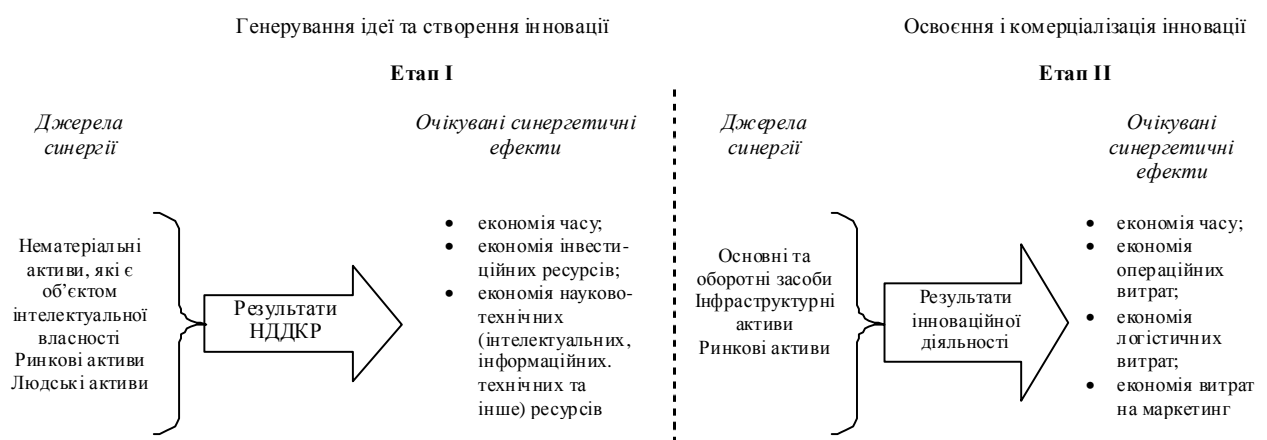 Генерування ідеї та створення інновації
Етап I
Джерела
синергії
Очікувані синергетичні
ефекти
Нематеріальні
активи, які є
об’єктом
інтелектуальної
власності
Ринкові активи
Людські активи
Результати
НДДКР
• економія часу;
• економія інвести-
ційних ресурсів;
• економія науково-
технічних
(інтелектуальних,
інформаційних.
технічних та
інше) ресурсів
Освоєння і комерціалізація інновації
Етап II
Джерела
синергії
Очікувані
синергетичні
ефекти
Основні та
оборотні засоби
Інфраструктурні
активи
Ринкові активи
Результати
інноваційної
діяльності
• економія часу;
• економія
операційних
витрат;
• економія
логістичних
витрат;
• економія витрат
на маркетинг